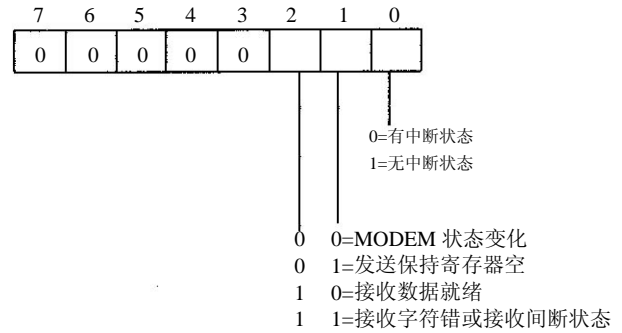 7 6 5 4 3 2 1 0
0 0 0 0 0
0=有中断状态
1=无中断状态
0 0=MODEM 状态变化
0 1=发送保持寄存器空
1 0=接收数据就绪
1 1=接收字符错或接收间断状态